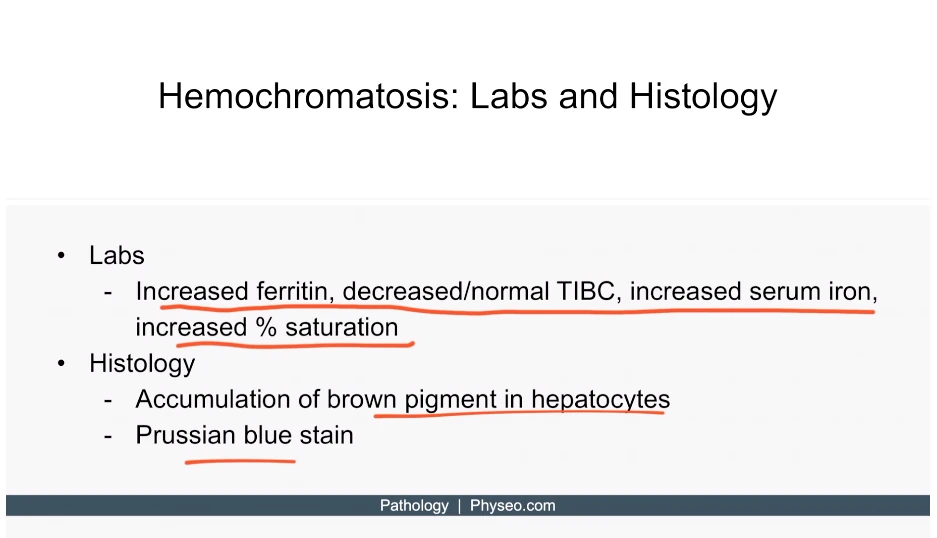 Hemochromatosis: Labs and Histology
• Labs
- Increased ferritin, decreased/normal TIBC, increased serum iron,
increased % saturation
• Histology
- Accumulation of brown pigment in hepatocytes
- Prussian blue stain
Pathology | Physeo.com